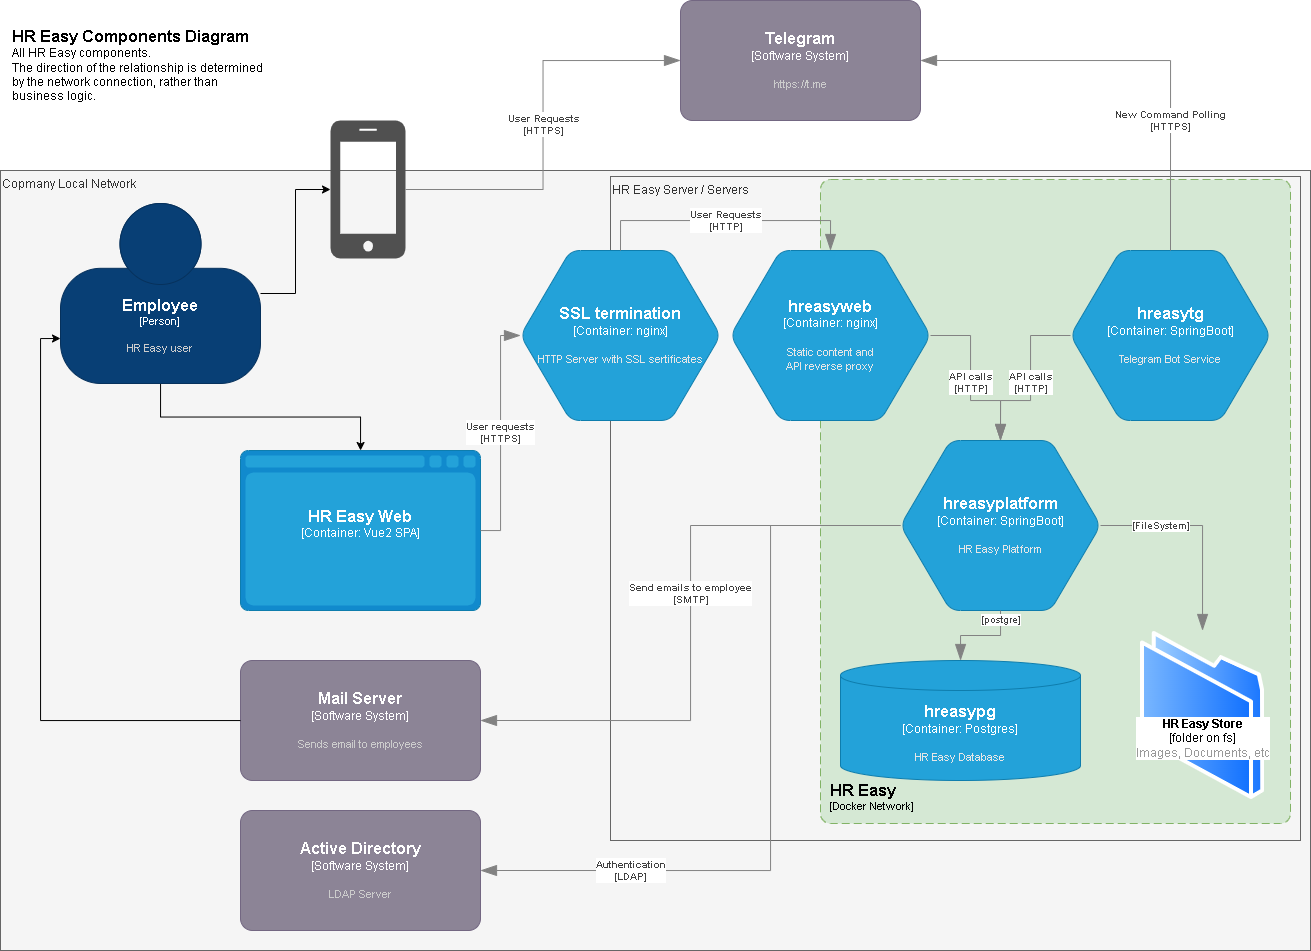 HR Easy Components Diagram
All HR Easy components.
The direction of the relationship is determined
by the network connection, rather than
business logic.
Telegram
[Software System]
https://t.me
User Requests
[HTTPS]
New Command Polling
[HTTPS]
Copmany Local Network
HR Easy Server / Servers
User Requests
[HTTP]
Employee
[Person]
HR Easy user
SSL termination
[Container: nginx]
HTTP Server with SSL sertificates
hreasyweb
[Container: nginx]
Static content and
API reverse proxy
hreasytg
[Container: SpringBoot]
Telegram Bot Service
API calls
[HTTP]
API calls
[HTTP]
User requests
[HTTPS]
HR Easy Web
[Container: Vue2 SPA]
hreasyplatform
[Container: SpringBoot]
HR Easy Platform
[FileSystem]
Send emails to employee
[SMTP]
[postgre]
Mail Server
[Software System]
Sends email to employees
hreasypg
[Container: Postgres]
HR Easy Database
HR Easy Store
[folder on fs]
Images, Documents, etc
HR Easy
[Docker Network]
Active Directory
[Software System]
LDAP Server
Authentication
[LDAP]